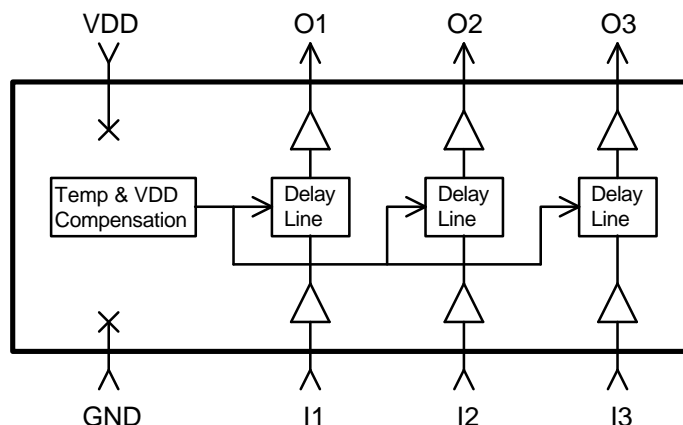 VDD O1 O2 O3
Temp & VDD
Compensation
Delay
Line
Delay
Line
Delay
Line
GND I1 I2 I3